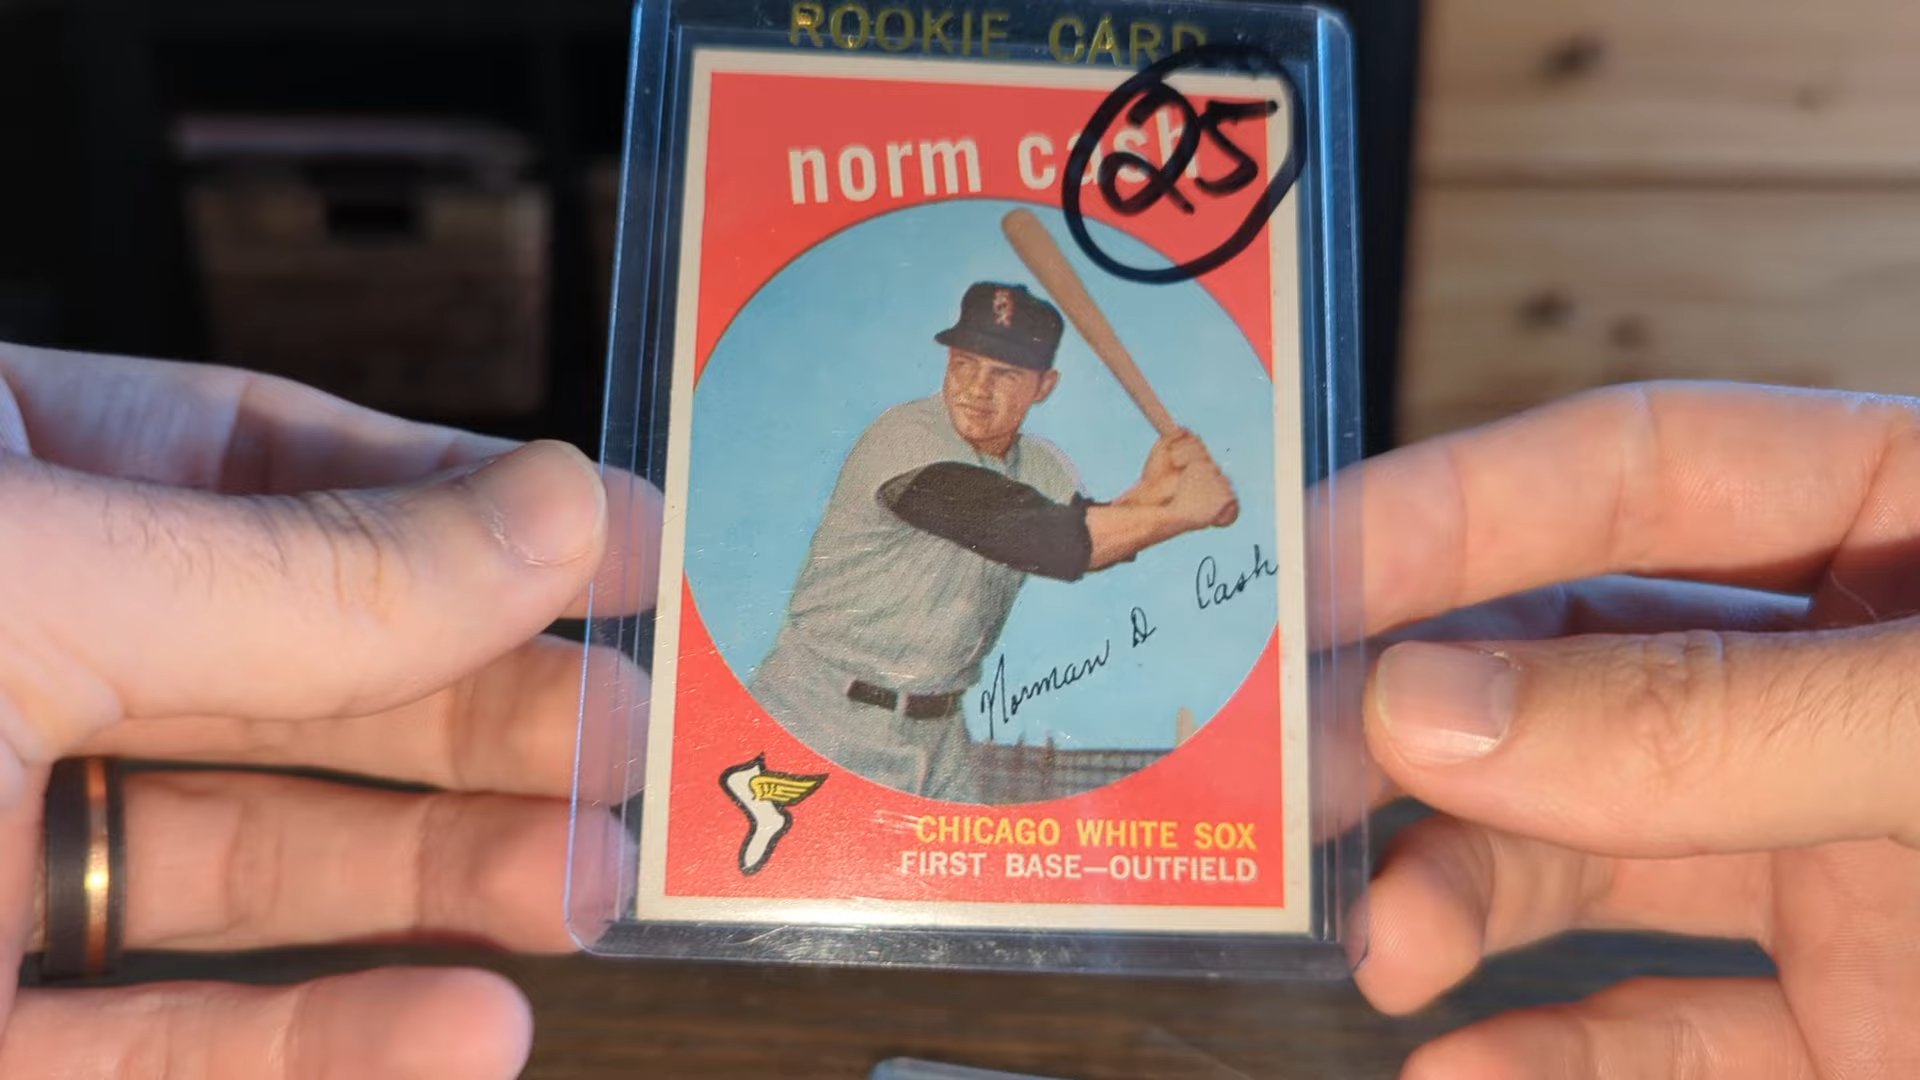 ROOKIE CARD
25
norm cash
Norman D Cash
CHICAGO WHITE SOX
FIRST BASE—OUTFIELD